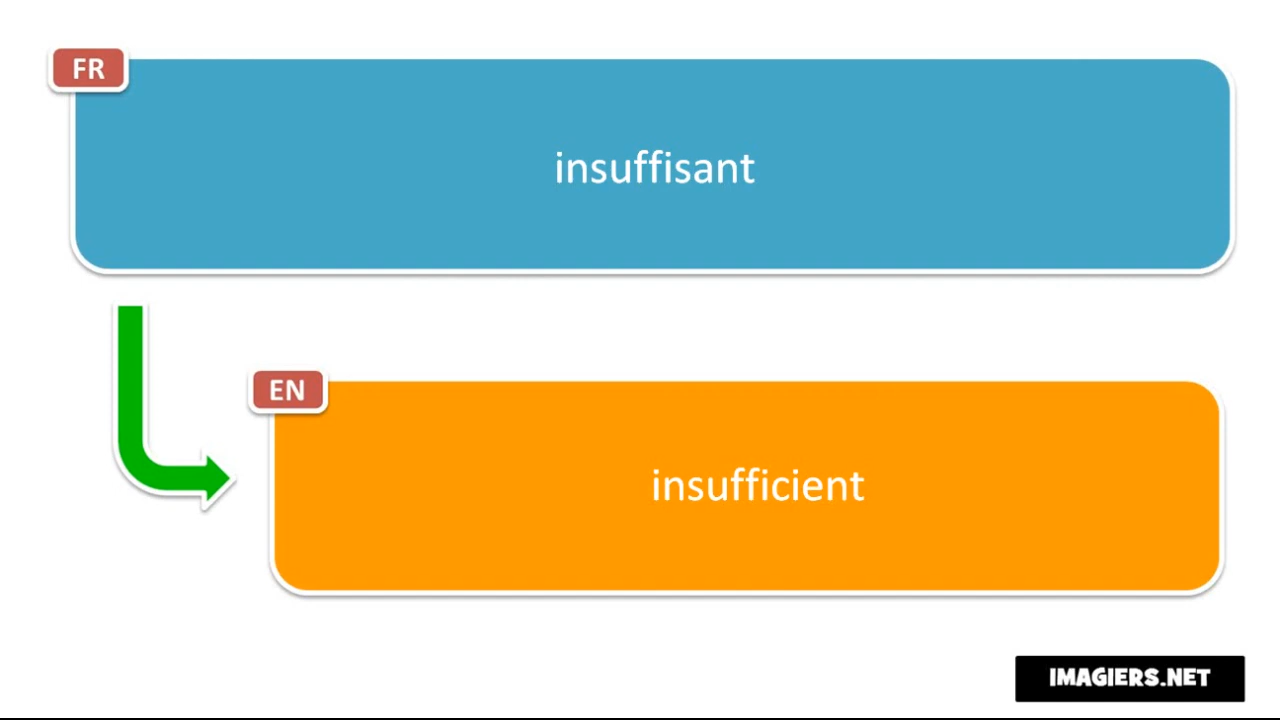 FR
insuffisant
EN
insufficient
IMAGIERS.NET